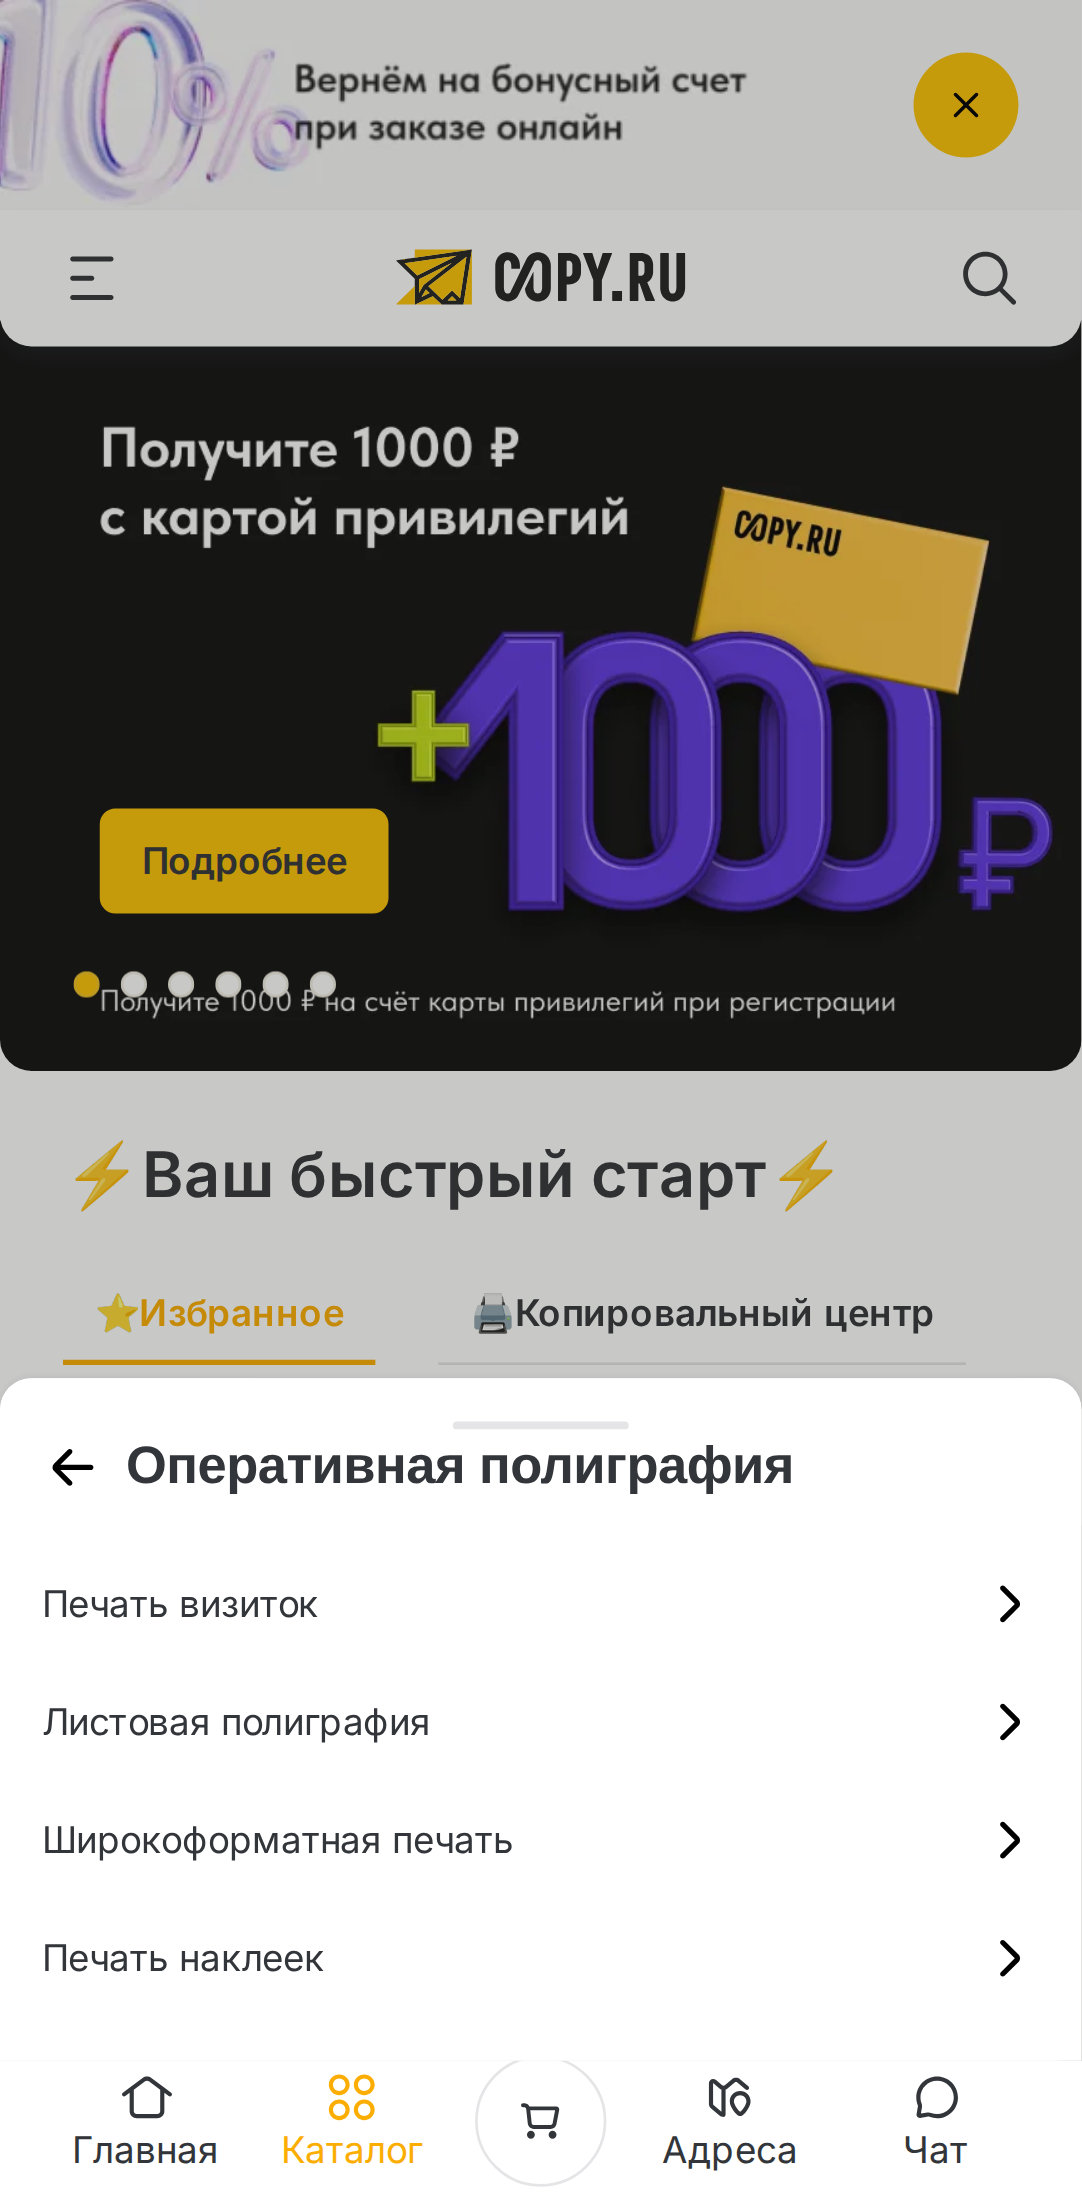 10%
Вернём на бонусный счет
при заказе онлайн
COPY.RU
Получите 1000 ₽
с картой привилегий
COPY.RU
+1000 ₽
Подробнее
Получите 1000 ₽ на счёт карты привилегий при регистрации
⚡Ваш быстрый старт⚡
⭐Избранное
🖨️Копировальный центр
Оперативная полиграфия
Печать визиток
Листовая полиграфия
Широкоформатная печать
Печать наклеек
Главная
Каталог
Адреса
Чат